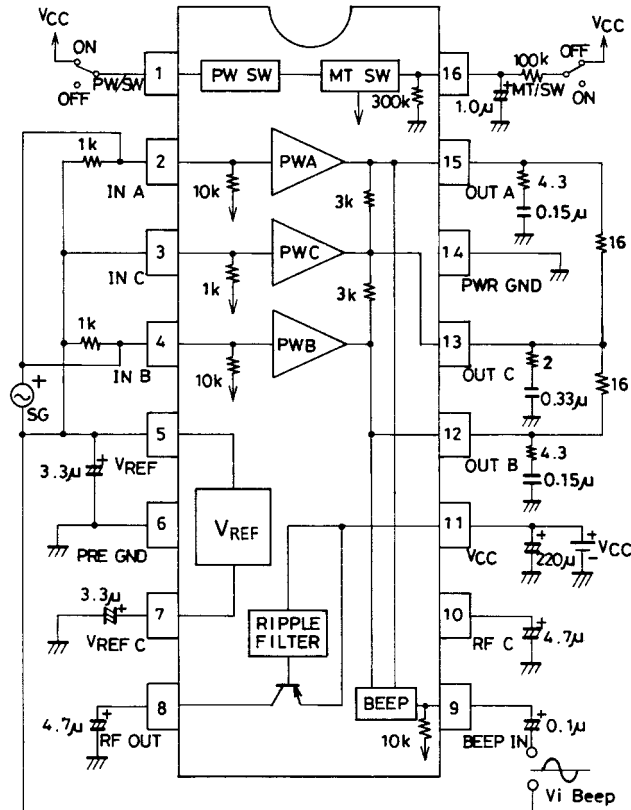 VCC
ON
OFF
PW/SW
1
PW SW
MT SW
300k
16
1.0μ
+
100k
MT/SW
OFF
ON
VCC
1k
2
IN A
10k
PWA
3k
15
OUT A
4.3
0.15μ
16
3
IN C
1k
PWC
3k
14
PWR GND
1k
4
IN B
10k
PWB
13
OUT C
2
0.33μ
16
+
SG
5
VREF
3.3μ
+
12
OUT B
4.3
0.15μ
6
PRE GND
VREF
11
VCC
+
220μ
+
-
VCC
3.3μ
+
7
VREF C
RIPPLE
FILTER
10
RF C
+
4.7μ
8
RF OUT
4.7μ
+
BEEP
10k
9
BEEP IN
+
0.1μ
Vi Beep